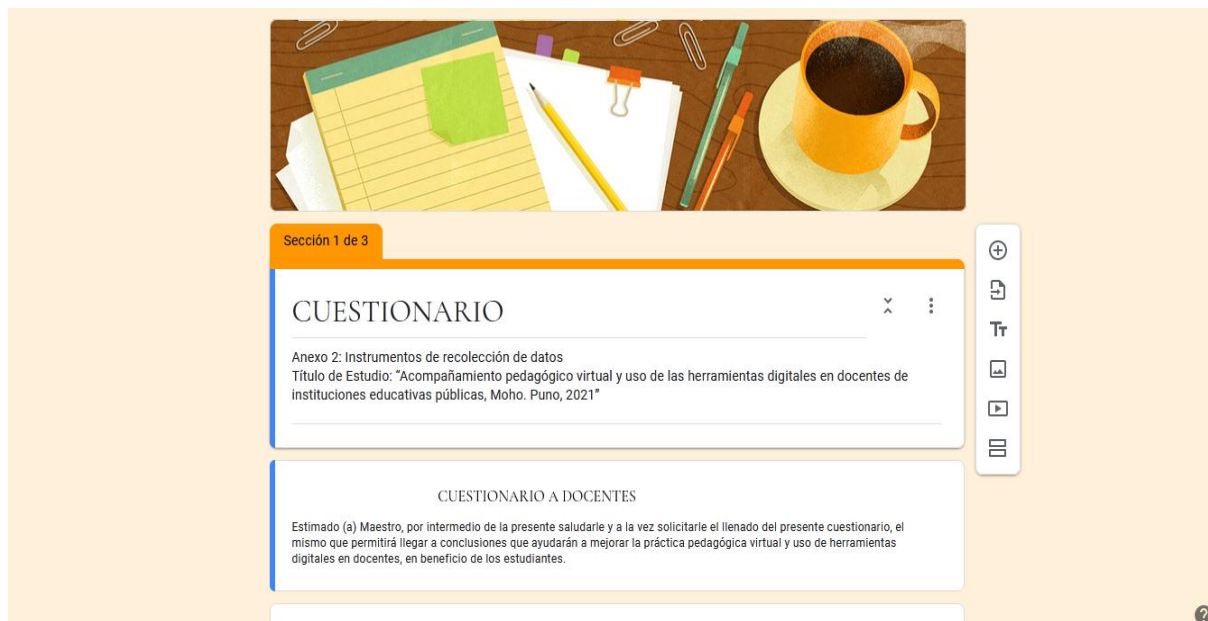 Sección 1 de 3
CUESTIONARIO
Anexo 2: Instrumentos de recolección de datos
Título de Estudio: “Acompañamiento pedagógico virtual y uso de las herramientas digitales en docentes de
instituciones educativas públicas, Moho. Puno, 2021”
CUESTIONARIO A DOCENTES
Estimado (a) Maestro, por intermedio de la presente saludarle y a la vez solicitarle el llenado del presente cuestionario, el
mismo que permitirá llegar a conclusiones que ayudarán a mejorar la práctica pedagógica virtual y uso de herramientas
digitales en docentes, en beneficio de los estudiantes.